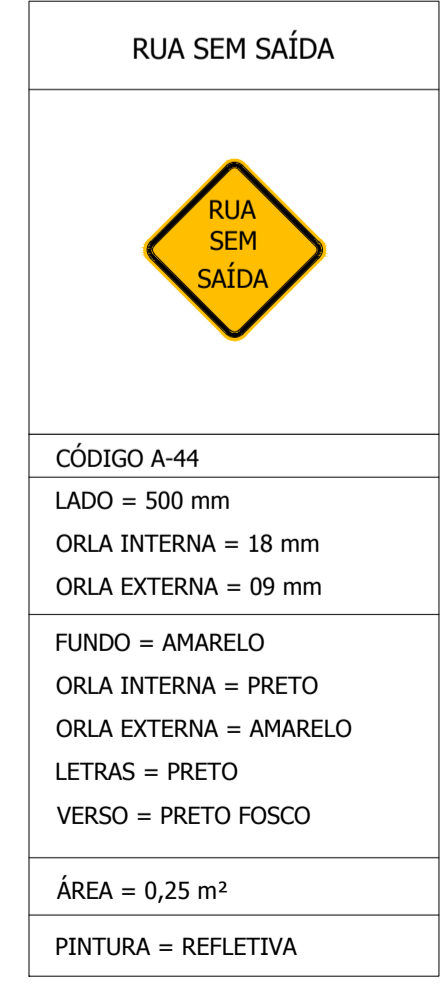 RUA SEM SAÍDA
RUA
SEM
SAÍDA
CÓDIGO A-44
LADO = 500 mm
ORLA INTERNA = 18 mm
ORLA EXTERNA = 09 mm
FUNDO = AMARELO
ORLA INTERNA = PRETO
ORLA EXTERNA = AMARELO
LETRAS = PRETO
VERSO = PRETO FOSCO
ÁREA = 0,25 m²
PINTURA = REFLETIVA